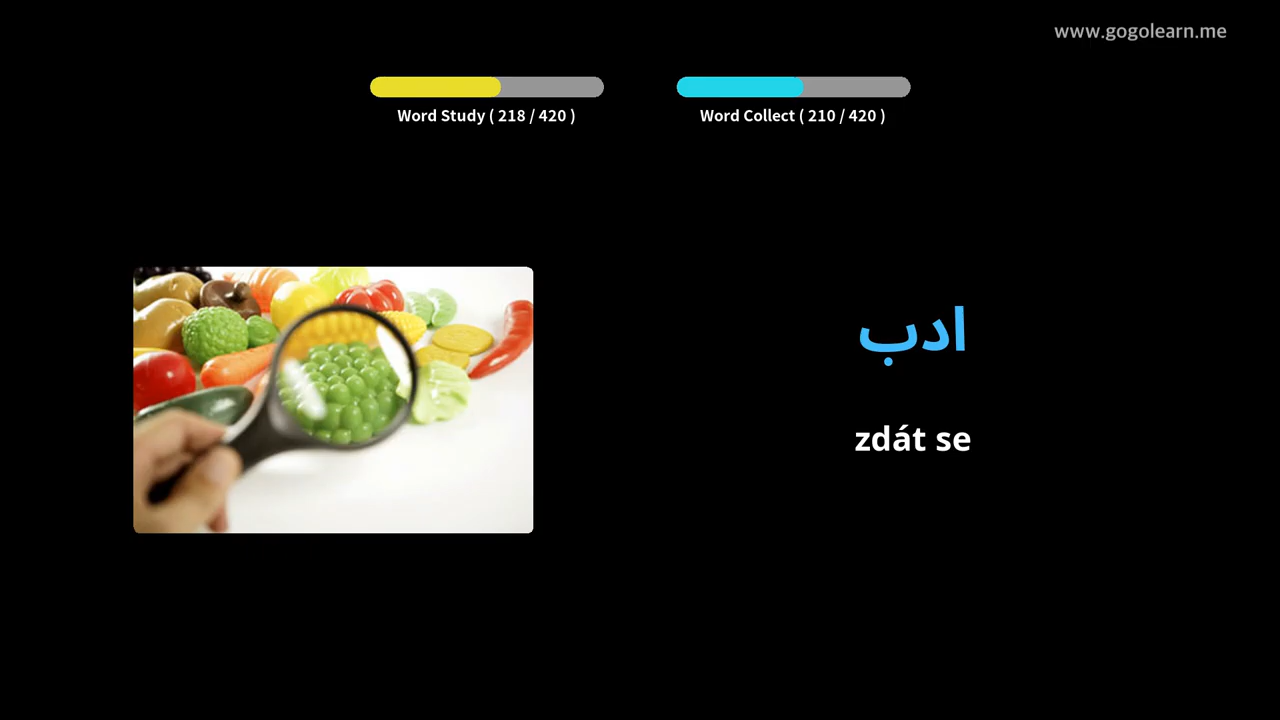 www.gogolearn.me
Word Study ( 218 / 420 )
Word Collect ( 210 / 420 )
ادب
zdát se